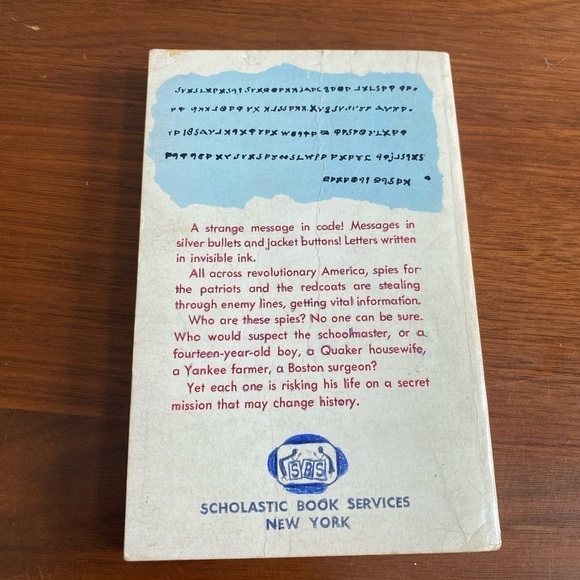 A strange message in code! Messages in
silver bullets and jacket buttons! Letters written
in invisible ink.
All across revolutionary America, spies for
the patriots and the redcoats are stealing
through enemy lines, getting vital information.
Who are these spies? No one can be sure.
Who would suspect the schoolmaster, or a
fourteen-year-old boy, a Quaker housewife,
a Yankee farmer, a Boston surgeon?
Yet each one is risking his life on a secret
mission that may change history.
SBS
SCHOLASTIC BOOK SERVICES
NEW YORK